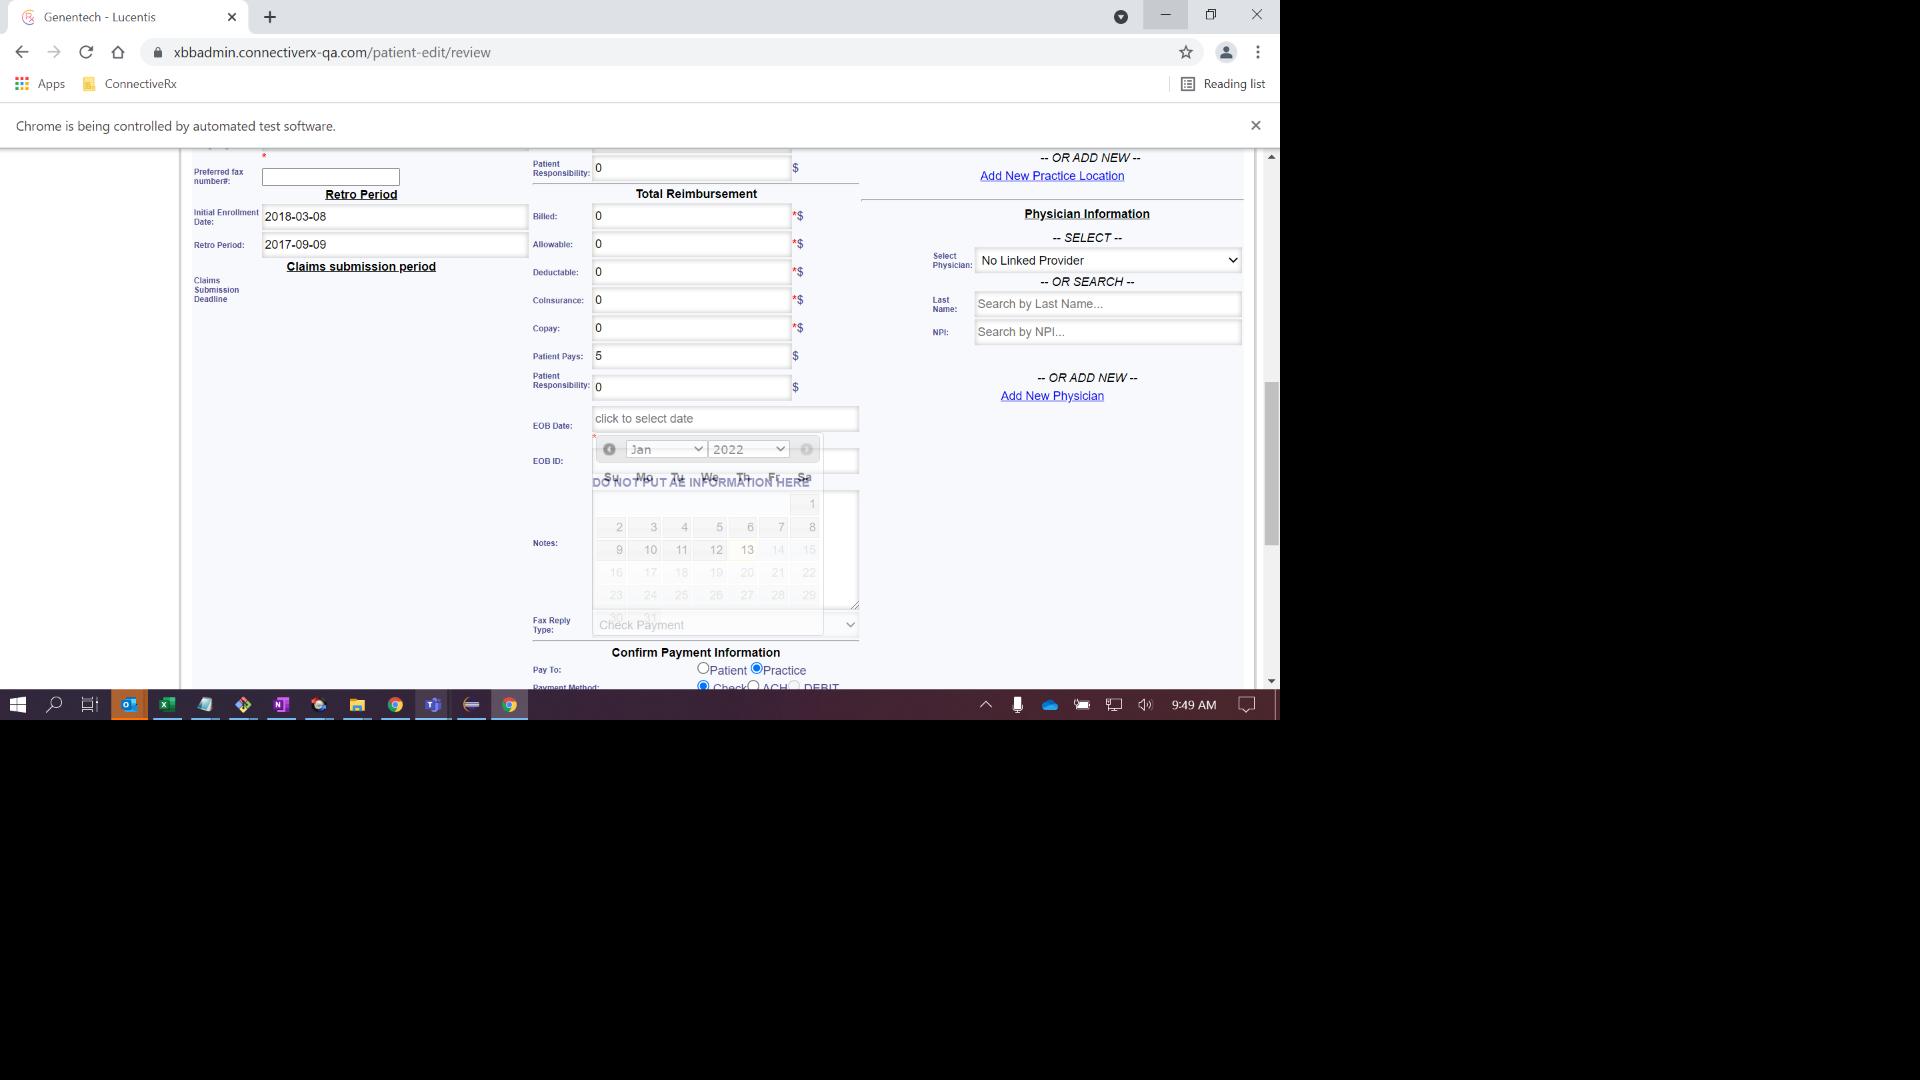 Genentech - Lucentis
xbbadmin.connectiverx-qa.com/patient-edit/review
Apps
ConnectiveRx
Reading list
Chrome is being controlled by automated test software.
*
Preferred fax
number#:
Retro Period
Initial Enrollment
Date:
2018-03-08
Retro Period:
2017-09-09
Claims submission period
Claims
Submission
Deadline
Patient
Responsibility:
0
$
Total Reimbursement
Billed:
0
*$
Allowable:
0
*$
Deductable:
0
*$
CoInsurance:
0
*$
Copay:
0
*$
Patient Pays:
5
$
Patient
Responsibility:
0
$
EOB Date:
click to select date
*
Jan
2022
EOB ID:
Su Mo Tu We Th Fr Sa
DO NOT PUT AE INFORMATION HERE
1
2 3 4 5 6 7 8
9 10 11 12 13 14 15
16 17 18 19 20 21 22
23 24 25 26 27 28 29
30 31
Notes:
Fax Reply
Type:
Check Payment
Confirm Payment Information
Pay To:
Patient
Practice
Payment Method:
Check
ACH
DEBIT
-- OR ADD NEW --
Add New Practice Location
Physician Information
-- SELECT --
Select
Physician:
No Linked Provider
-- OR SEARCH --
Last
Name:
Search by Last Name...
NPI:
Search by NPI...
-- OR ADD NEW --
Add New Physician
9:49 AM